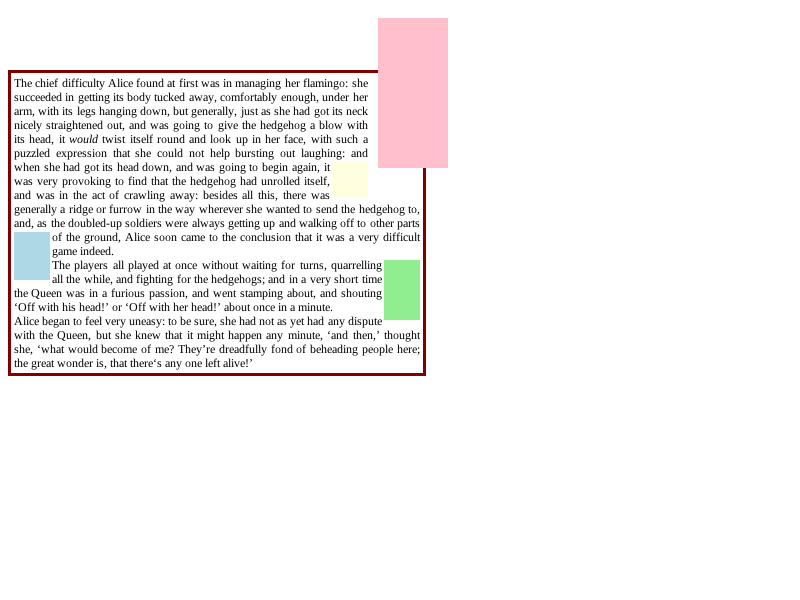 The chief difficulty Alice found at first was in managing her flamingo: she
succeeded in getting its body tucked away, comfortably enough, under her
arm, with its legs hanging down, but generally, just as she had got its neck
nicely straightened out, and was going to give the hedgehog a blow with
its head, it would twist itself round and look up in her face, with such a
puzzled expression that she could not help bursting out laughing: and
when she had got its head down, and was going to begin again, it
was very provoking to find that the hedgehog had unrolled itself,
and was in the act of crawling away: besides all this, there was
generally a ridge or furrow in the way wherever she wanted to send the hedgehog to,
and, as the doubled-up soldiers were always getting up and walking off to other parts
of the ground, Alice soon came to the conclusion that it was a very difficult
game indeed.
The players all played at once without waiting for turns, quarrelling
all the while, and fighting for the hedgehogs; and in a very short time
the Queen was in a furious passion, and went stamping about, and shouting
‘Off with his head!’ or ‘Off with her head!’ about once in a minute.
Alice began to feel very uneasy: to be sure, she had not as yet had any dispute
with the Queen, but she knew that it might happen any minute, ‘and then,’ thought
she, ‘what would become of me? They’re dreadfully fond of beheading people here;
the great wonder is, that there‘s any one left alive!’